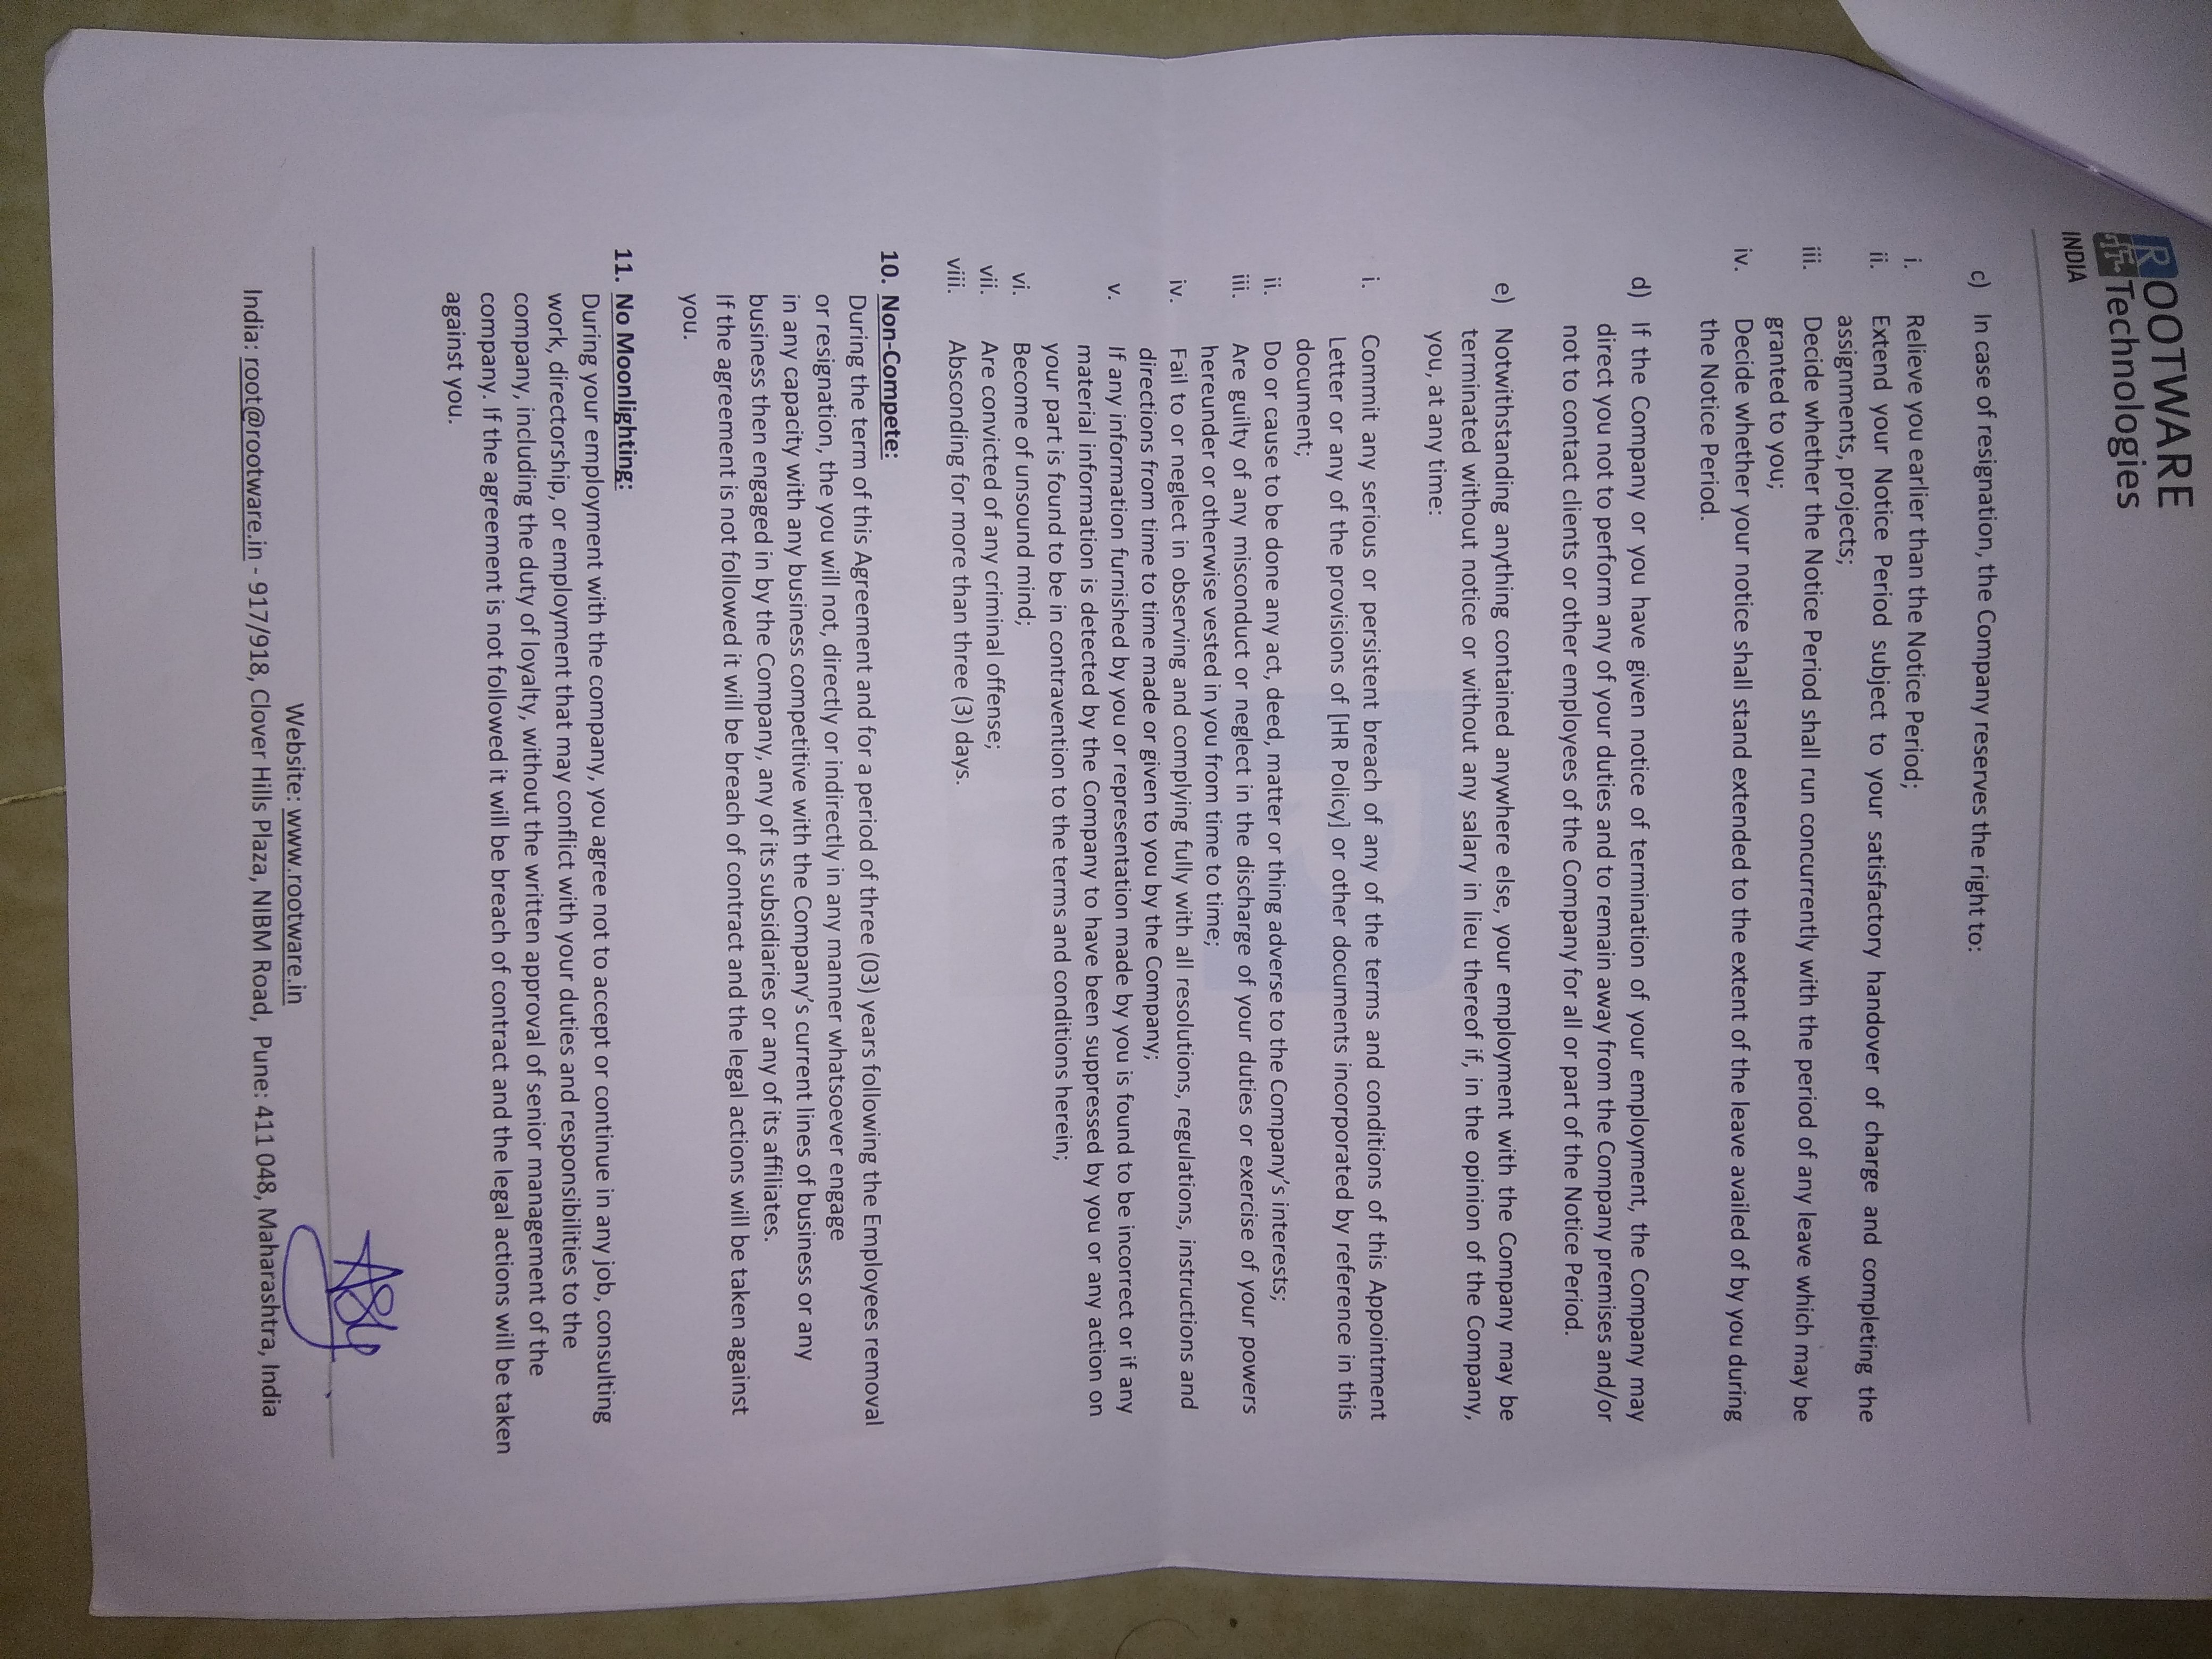 ROOTWARE
Technologies
INDIA
c) In case of resignation, the Company reserves the right to:
i. Relieve you earlier than the Notice Period;
ii. Extend your Notice Period subject to your satisfactory handover of charge and completing the
assignments, projects;
iii. Decide whether the Notice Period shall run concurrently with the period of any leave which may be
granted to you;
iv. Decide whether your notice shall stand extended to the extent of the leave availed of by you during
the Notice Period.
d) If the Company or you have given notice of termination of your employment, the Company may
direct you not to perform any of your duties and to remain away from the Company premises and/or
not to contact clients or other employees of the Company for all or part of the Notice Period.
e) Notwithstanding anything contained anywhere else, your employment with the Company may be
terminated without notice or without any salary in lieu thereof if, in the opinion of the Company,
you, at any time:
i. Commit any serious or persistent breach of any of the terms and conditions of this Appointment
Letter or any of the provisions of [HR Policy] or other documents incorporated by reference in this
document;
ii. Do or cause to be done any act, deed, matter or thing adverse to the Company's interests;
iii. Are guilty of any misconduct or neglect in the discharge of your duties or exercise of your powers
hereunder or otherwise vested in you from time to time;
iv. Fail to or neglect in observing and complying fully with all resolutions, regulations, instructions and
directions from time to time made or given to you by the Company;
v. If any information furnished by you or representation made by you is found to be incorrect or if any
material information is detected by the Company to have been suppressed by you or any action on
your part is found to be in contravention to the terms and conditions herein;
vi. Become of unsound mind;
vii. Are convicted of any criminal offense;
viii. Absconding for more than three (3) days.
10. Non-Compete:
During the term of this Agreement and for a period of three (03) years following the Employees removal
or resignation, the you will not, directly or indirectly in any manner whatsoever engage
in any capacity with any business competitive with the Company's current lines of business or any
business then engaged in by the Company, any of its subsidiaries or any of its affiliates.
If the agreement is not followed it will be breach of contract and the legal actions will be taken against
you.
11. No Moonlighting:
During your employment with the company, you agree not to accept or continue in any job, consulting
work, directorship, or employment that may conflict with your duties and responsibilities to the
company, including the duty of loyalty, without the written approval of senior management of the
company. If the agreement is not followed it will be breach of contract and the legal actions will be taken
against you.
Website: www.rootware.in
India: root@rootware.in - 917/918, Clover Hills Plaza, NIBM Road, Pune: 411 048, Maharashtra, India